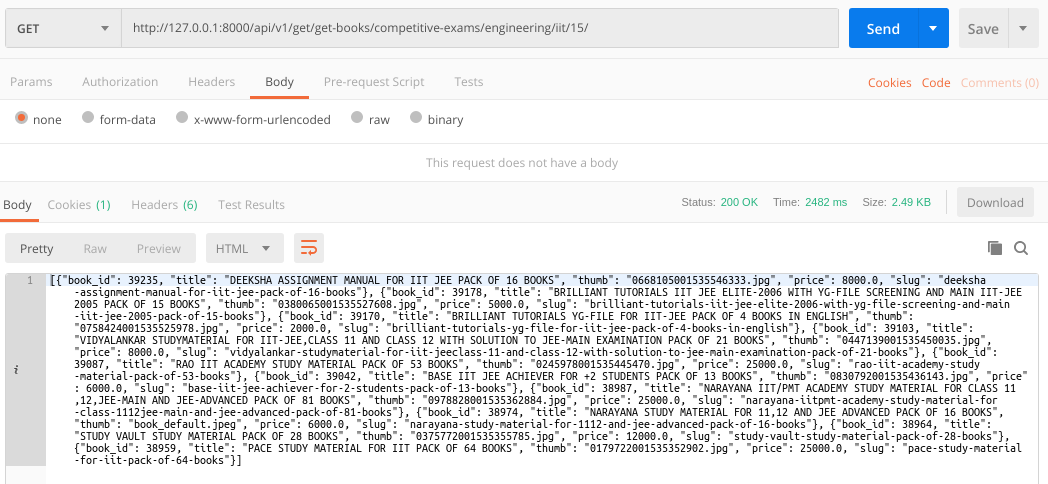 GET http://127.0.0.1:8000/api/v1/get/get-books/competitive-exams/engineering/iit/15/ Send Save
Params Authorization Headers Body Pre-request Script Tests Cookies Code Comments (0)
none form-data x-www-form-urlencoded raw binary
This request does not have a body
Body Cookies (1) Headers (6) Test Results Status: 200 OK Time: 2482 ms Size: 2.49 KB Download
Pretty Raw Preview HTML
1 [{"book_id": 39235, "title": "DEEKSHA ASSIGNMENT MANUAL FOR IIT JEE PACK OF 16 BOOKS", "thumb": "0668105001535546333.jpg", "price": 8000.0, "slug": "deeksha
-assignment-manual-for-iit-jee-pack-of-16-books"}, {"book_id": 39178, "title": "BRILLIANT TUTORIALS IIT JEE ELITE-2006 WITH YG-FILE SCREENING AND MAIN IIT-JEE
2005 PACK OF 15 BOOKS", "thumb": "0380065001535527608.jpg", "price": 5000.0, "slug": "brilliant-tutorials-iit-jee-elite-2006-with-yg-file-screening-and-main
-iit-jee-2005-pack-of-15-books"}, {"book_id": 39170, "title": "BRILLIANT TUTORIALS YG-FILE FOR IIT-JEE PACK OF 4 BOOKS IN ENGLISH", "thumb":
"0758424001535525978.jpg", "price": 2000.0, "slug": "brilliant-tutorials-yg-file-for-iit-jee-pack-of-4-books-in-english"}, {"book_id": 39103, "title":
"VIDYALANKAR STUDYMATERIAL FOR IIT-JEE,CLASS 11 AND CLASS 12 WITH SOLUTION TO JEE-MAIN EXAMINATION PACK OF 21 BOOKS", "thumb": "0447139001535450035.jpg",
"price": 8000.0, "slug": "vidyalankar-studymaterial-for-iit-jeeclass-11-and-class-12-with-solution-to-jee-main-examination-pack-of-21-books"}, {"book_id":
39087, "title": "RAO IIT ACADEMY STUDY MATERIAL PACK OF 53 BOOKS", "thumb": "0245978001535445470.jpg", "price": 25000.0, "slug": "rao-iit-academy-study
-material-pack-of-53-books"}, {"book_id": 39042, "title": "BASE IIT JEE ACHIEVER FOR +2 STUDENTS PACK OF 13 BOOKS", "thumb": "0830792001535436143.jpg", "price"
: 6000.0, "slug": "base-iit-jee-achiever-for-2-students-pack-of-13-books"}, {"book_id": 38987, "title": "NARAYANA IIT/PMT ACADEMY STUDY MATERIAL FOR CLASS 11
,12,JEE-MAIN AND JEE-ADVANCED PACK OF 81 BOOKS", "thumb": "0978828001535362884.jpg", "price": 25000.0, "slug": "narayana-iitpmt-academy-study-material-for
-class-1112jee-main-and-jee-advanced-pack-of-81-books"}, {"book_id": 38974, "title": "NARAYANA STUDY MATERIAL FOR 11,12 AND JEE ADVANCED PACK OF 16 BOOKS",
"thumb": "book_default.jpeg", "price": 6000.0, "slug": "narayana-study-material-for-1112-and-jee-advanced-pack-of-16-books"}, {"book_id": 38964, "title":
"STUDY VAULT STUDY MATERIAL PACK OF 28 BOOKS", "thumb": "0375772001535355785.jpg", "price": 12000.0, "slug": "study-vault-study-material-pack-of-28-books"},
{"book_id": 38959, "title": "PACE STUDY MATERIAL FOR IIT PACK OF 64 BOOKS", "thumb": "0179722001535352902.jpg", "price": 25000.0, "slug": "pace-study-material
-for-iit-pack-of-64-books"}]